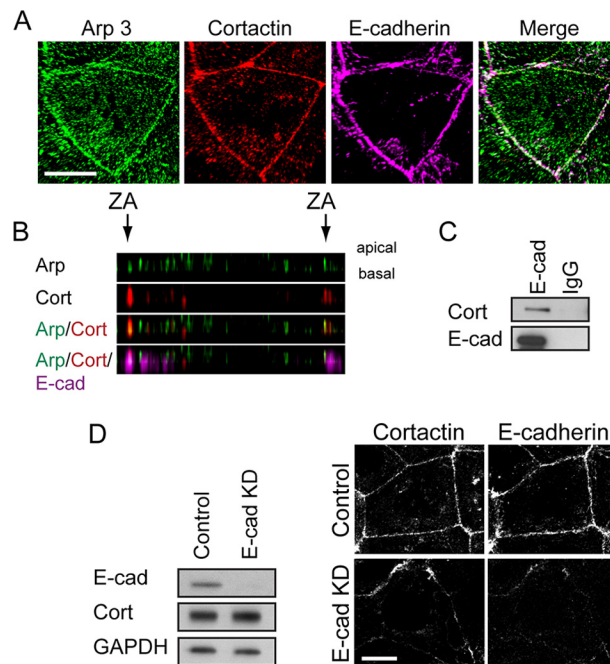 A
Arp 3 Cortactin E-cadherin Merge
ZA ZA
B
apical
Arp
basal
Cort
Arp/Cort
Arp/Cort/
E-cad
C
E-cad IgG
Cort
E-cad
D
Control E-cad KD
E-cad
Cort
GAPDH
Cortactin E-cadherin
Control
E-cad KD